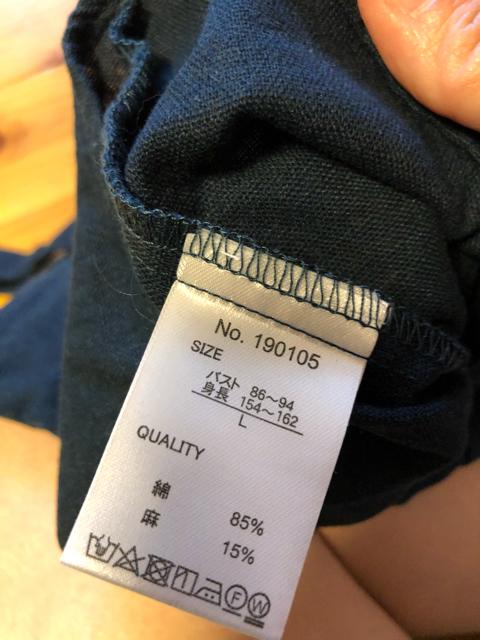 No. 190105
SIZE
バスト 86～94
身長 154～162
L
QUALITY
綿 85%
麻 15%
F W